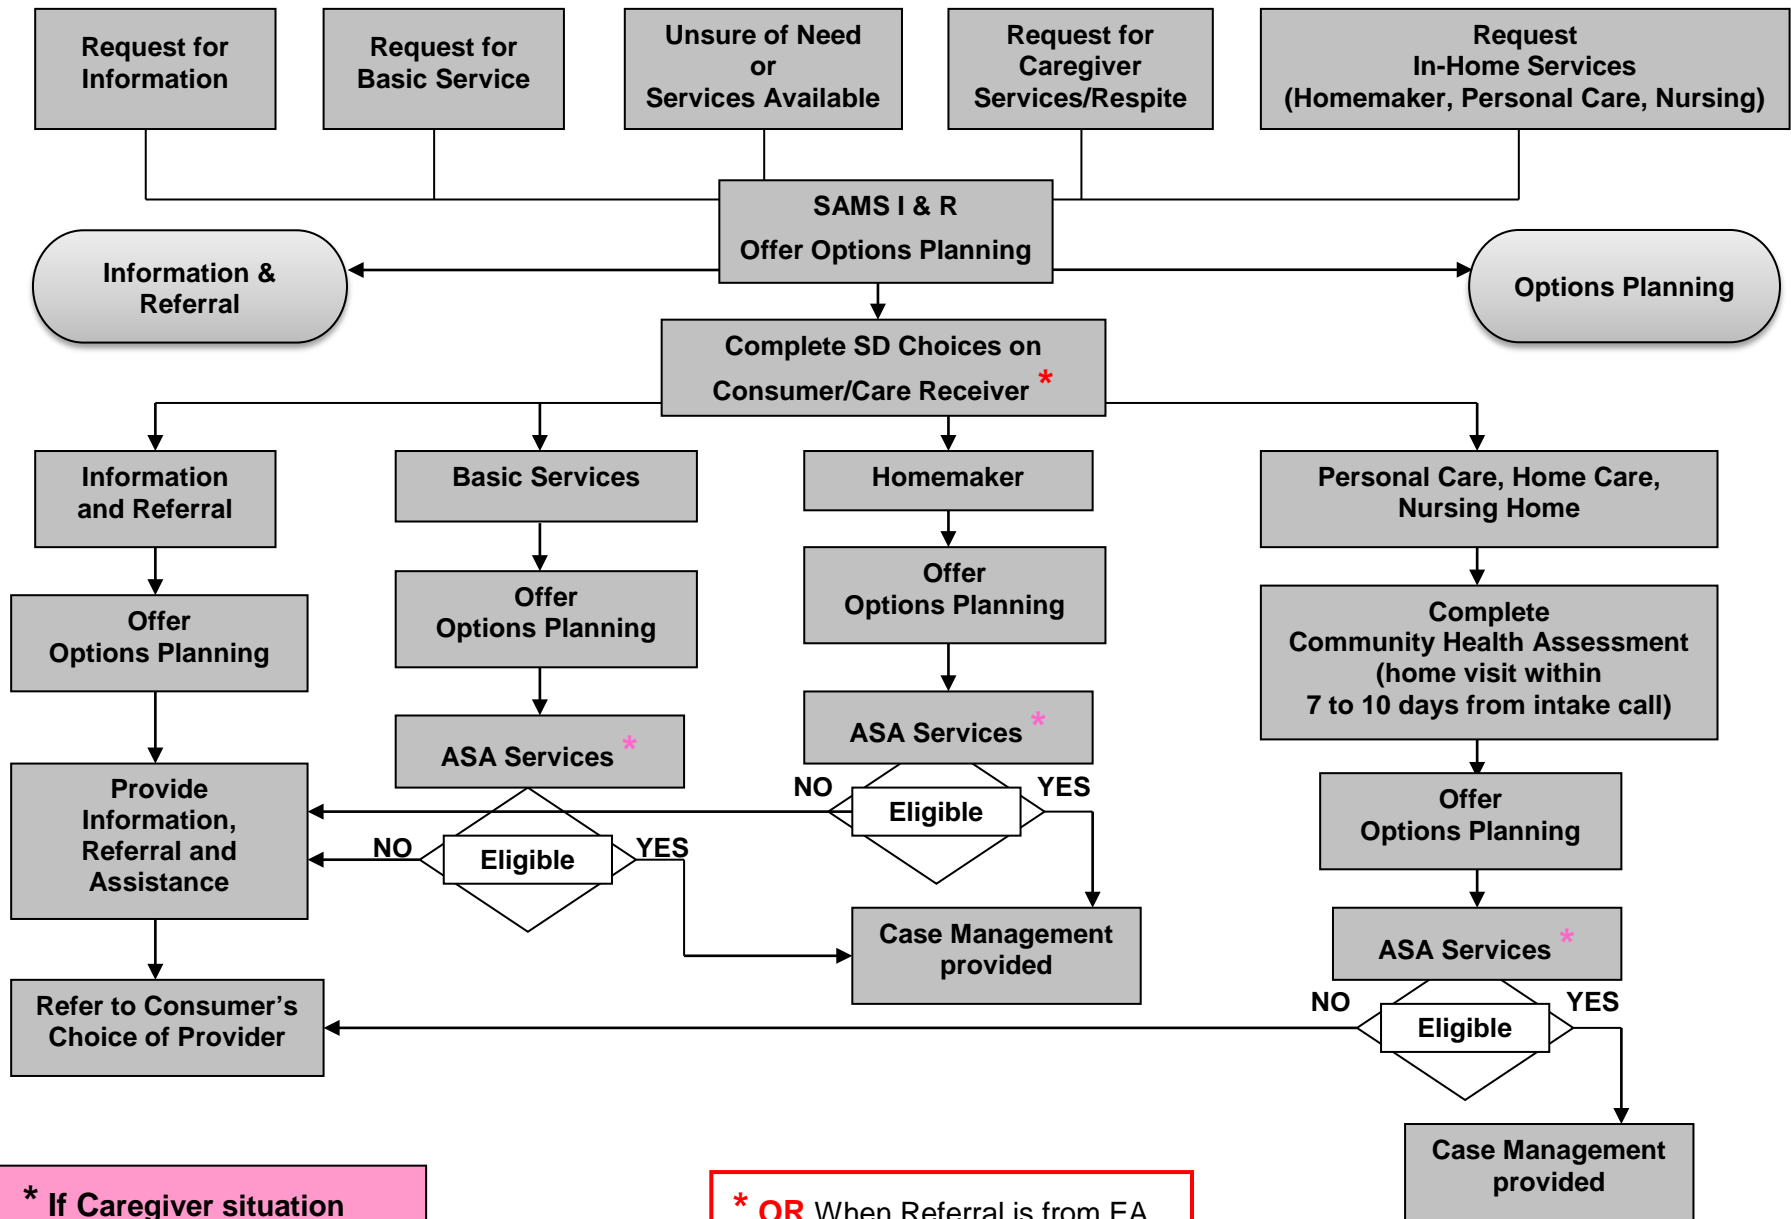 Request for
Information
Request for
Basic Service
Unsure of Need
or
Services Available
Request for
Caregiver
Services/Respite
Request
In-Home Services
(Homemaker, Personal Care, Nursing)
SAMS I & R
Offer Options Planning
Information &
Referral
Options Planning
Complete SD Choices on
Consumer/Care Receiver *
Information
and Referral
Basic Services
Homemaker
Personal Care, Home Care,
Nursing Home
Offer
Options Planning
Offer
Options Planning
Offer
Options Planning
Complete
Community Health Assessment
(home visit within
7 to 10 days from intake call)
ASA Services *
ASA Services *
Offer
Options Planning
Provide
Information,
Referral and
Assistance
NO
Eligible
YES
NO
Eligible
YES
Case Management
provided
ASA Services *
Refer to Consumer’s
Choice of Provider
NO
Eligible
YES
Case Management
provided
* If Caregiver situation
* OR When Referral is from EA